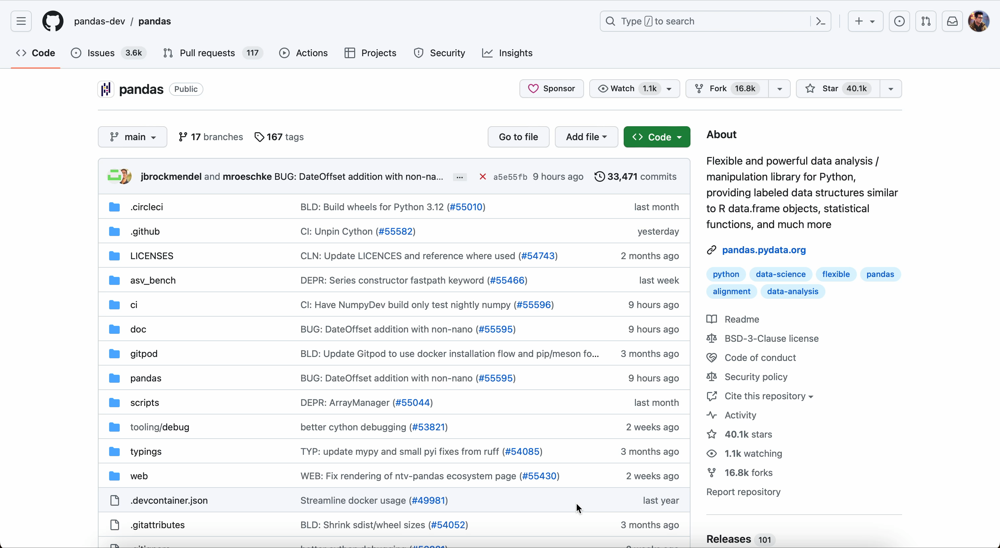 pandas-dev / pandas
Type / to search
Code Issues 3.6k Pull requests 117 Actions Projects Security Insights
pandas Public
Sponsor Watch 1.1k Fork 16.8k Star 40.1k
main 17 branches 167 tags
Go to file Add file Code
jbrockmendel and mroeschke BUG: DateOffset addition with non-na... ... a5e55fb 9 hours ago 33,471 commits
.circleci BLD: Build wheels for Python 3.12 (#55010) last month
.github CI: Unpin Cython (#55582) yesterday
LICENSES CLN: Update LICENCES and reference where used (#54743) 2 months ago
asv_bench DEPR: Series constructor fastpath keyword (#55466) last week
ci CI: Have NumpyDev build only test nightly numpy (#55596) 9 hours ago
doc BUG: DateOffset addition with non-nano (#55595) 9 hours ago
gitpod BLD: Update Gitpod to use docker installation flow and pip/meson fo... 3 months ago
pandas BUG: DateOffset addition with non-nano (#55595) 9 hours ago
scripts DEPR: ArrayManager (#55044) last month
tooling/debug better cython debugging (#53821) 2 weeks ago
typings TYP: update mypy and small pyi fixes from ruff (#54085) 3 months ago
web WEB: Fix rendering of ntv-pandas ecosystem page (#55430) 2 weeks ago
.devcontainer.json Streamline docker usage (#49981) last year
.gitattributes BLD: Shrink sdist/wheel sizes (#54052) 3 months ago
About
Flexible and powerful data analysis /
manipulation library for Python,
providing labeled data structures similar
to R data.frame objects, statistical
functions, and much more
pandas.pydata.org
python data-science flexible pandas
alignment data-analysis
Readme
BSD-3-Clause license
Code of conduct
Security policy
Cite this repository
Activity
40.1k stars
1.1k watching
16.8k forks
Report repository
Releases 101